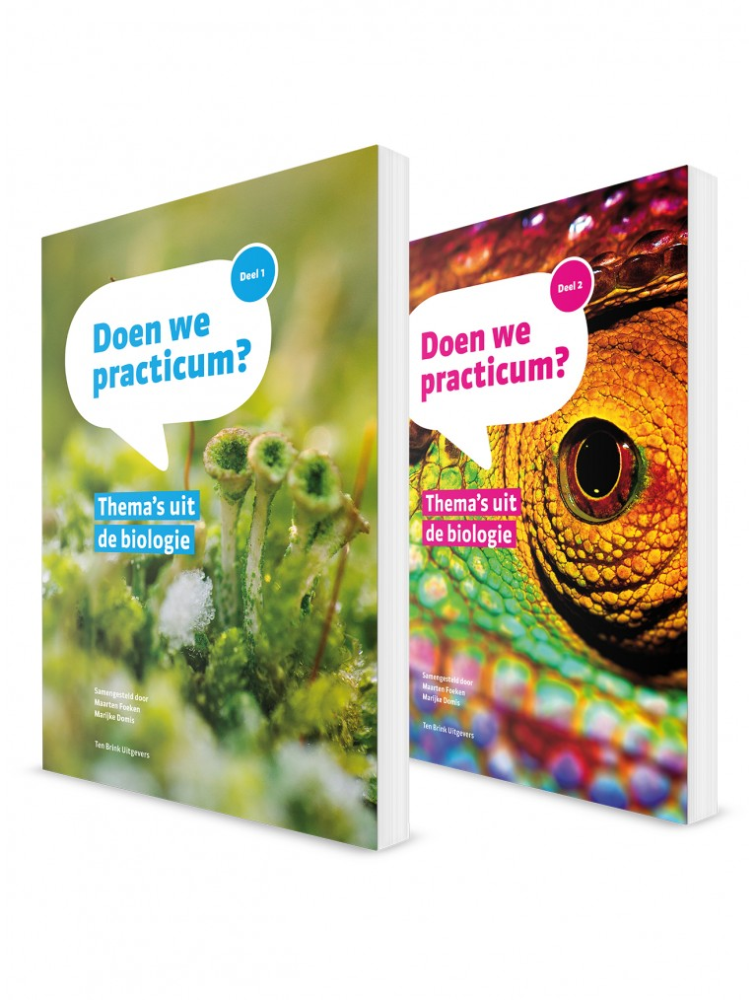 Deel 1
Doen we
practicum?
Thema's uit
de biologie
Samengesteld door
Maarten Foeken
Marijke Domis
Ten Brink Uitgevers
Deel 2
Doen we
practicum?
Thema's uit
de biologie
Samengesteld door
Maarten Foeken
Marijke Domis
Ten Brink Uitgevers